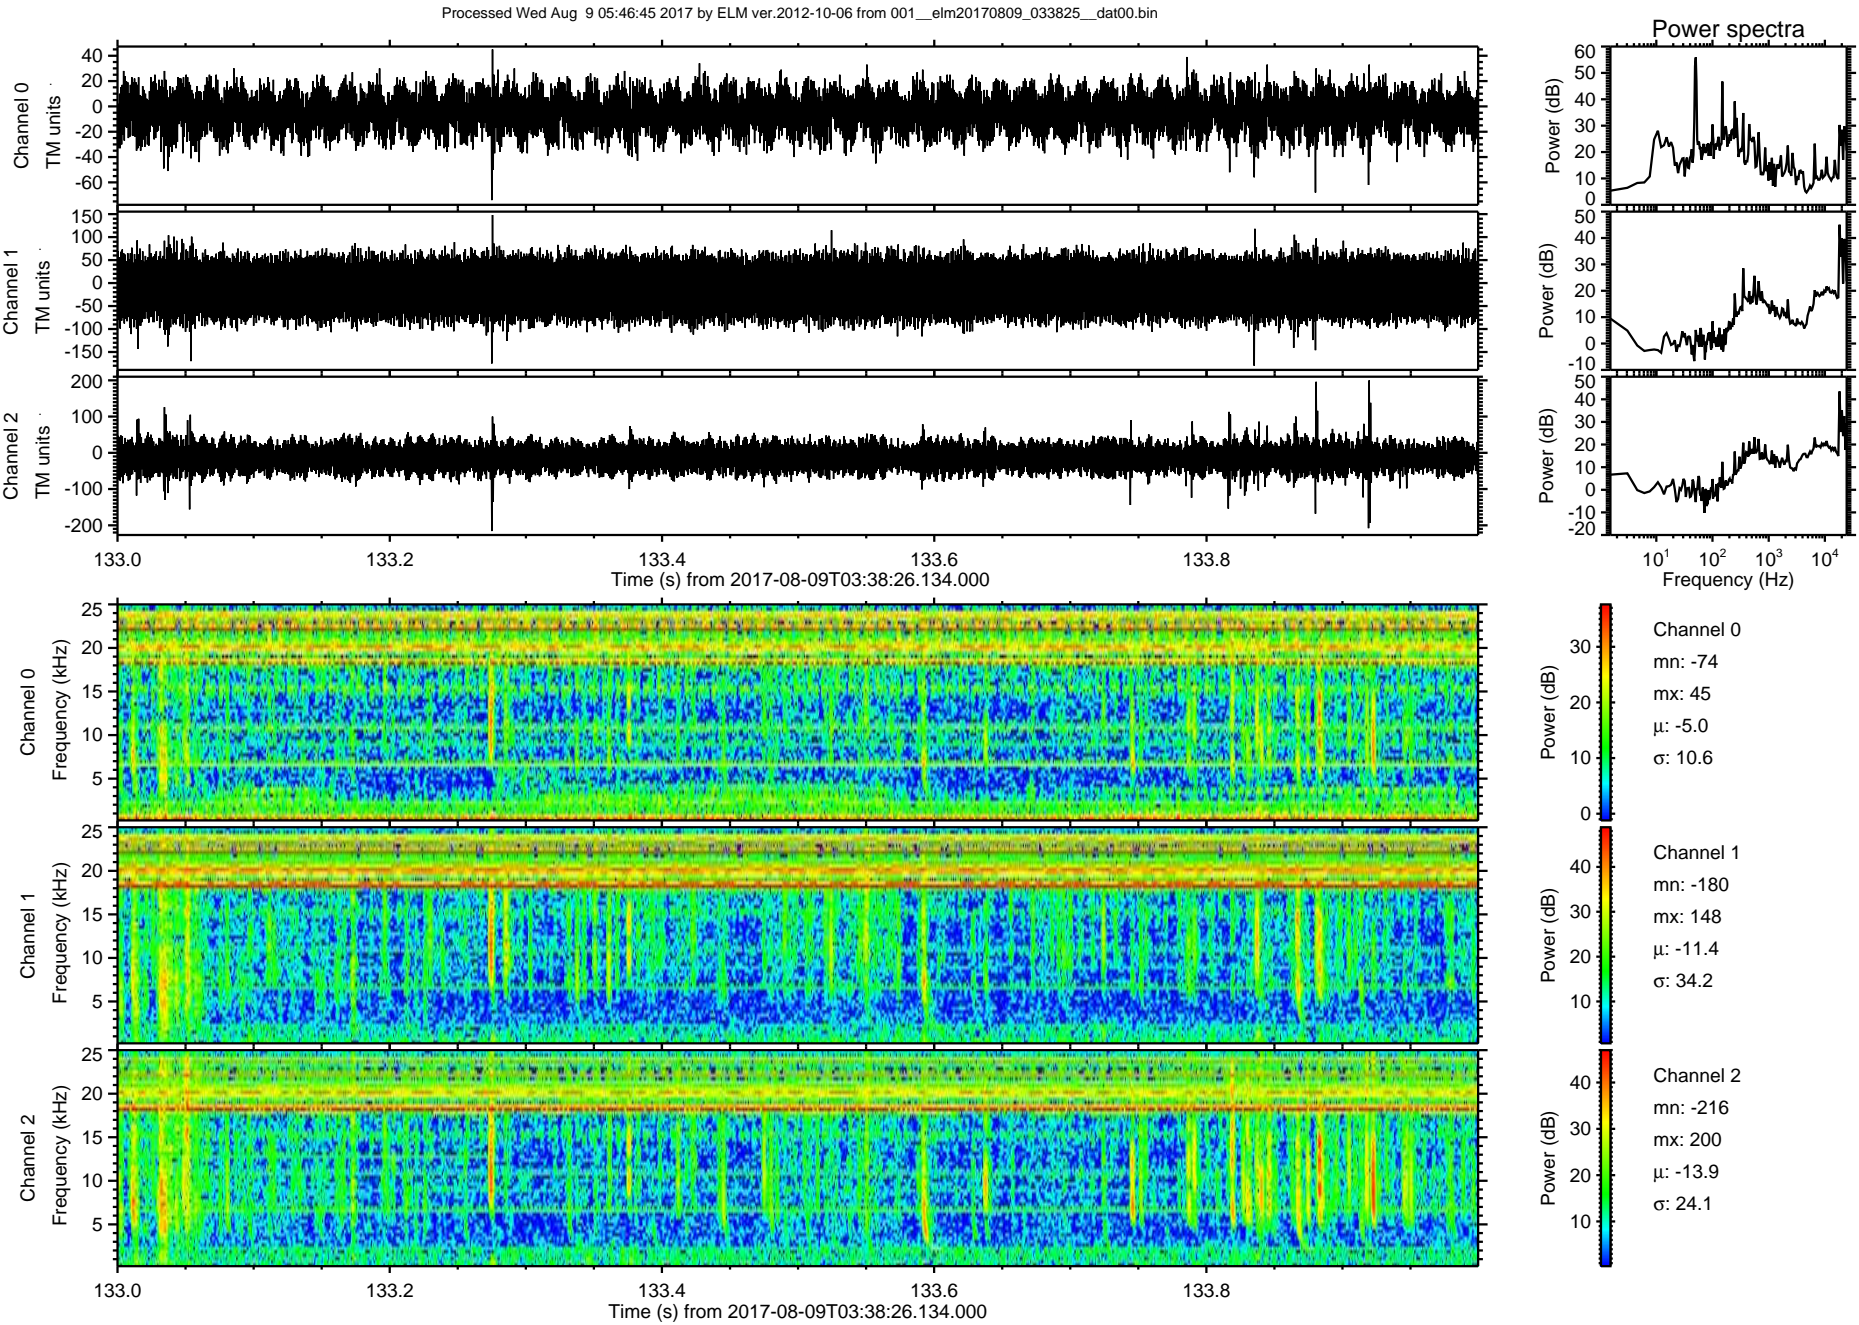 Processed Wed Aug  9 05:46:45 2017 by ELM ver.2012-10-06 from 001__elm20170809_033825__dat00.bin
Power spectra
Channel 0
TM units
40
20
0
-20
-40
-60
Power (dB)
60
50
40
30
20
10
0
Channel 1
TM units
150
100
50
0
-50
-100
-150
Power (dB)
50
40
30
20
10
0
-10
Channel 2
TM units
200
100
0
-100
-200
Power (dB)
50
40
30
20
10
0
-10
-20
133.0 133.2 133.4 133.6 133.8
Time (s) from 2017-08-09T03:38:26.134.000
10^1 10^2 10^3 10^4
Frequency (Hz)
Channel 0
Frequency (kHz)
25
20
15
10
5
Power (dB)
30
20
10
0
Channel 0
mn: -74
mx: 45
μ: -5.0
σ: 10.6
Channel 1
Frequency (kHz)
25
20
15
10
5
Power (dB)
40
30
20
10
Channel 1
mn: -180
mx: 148
μ: -11.4
σ: 34.2
Channel 2
Frequency (kHz)
25
20
15
10
5
Power (dB)
40
30
20
10
Channel 2
mn: -216
mx: 200
μ: -13.9
σ: 24.1
133.0 133.2 133.4 133.6 133.8
Time (s) from 2017-08-09T03:38:26.134.000